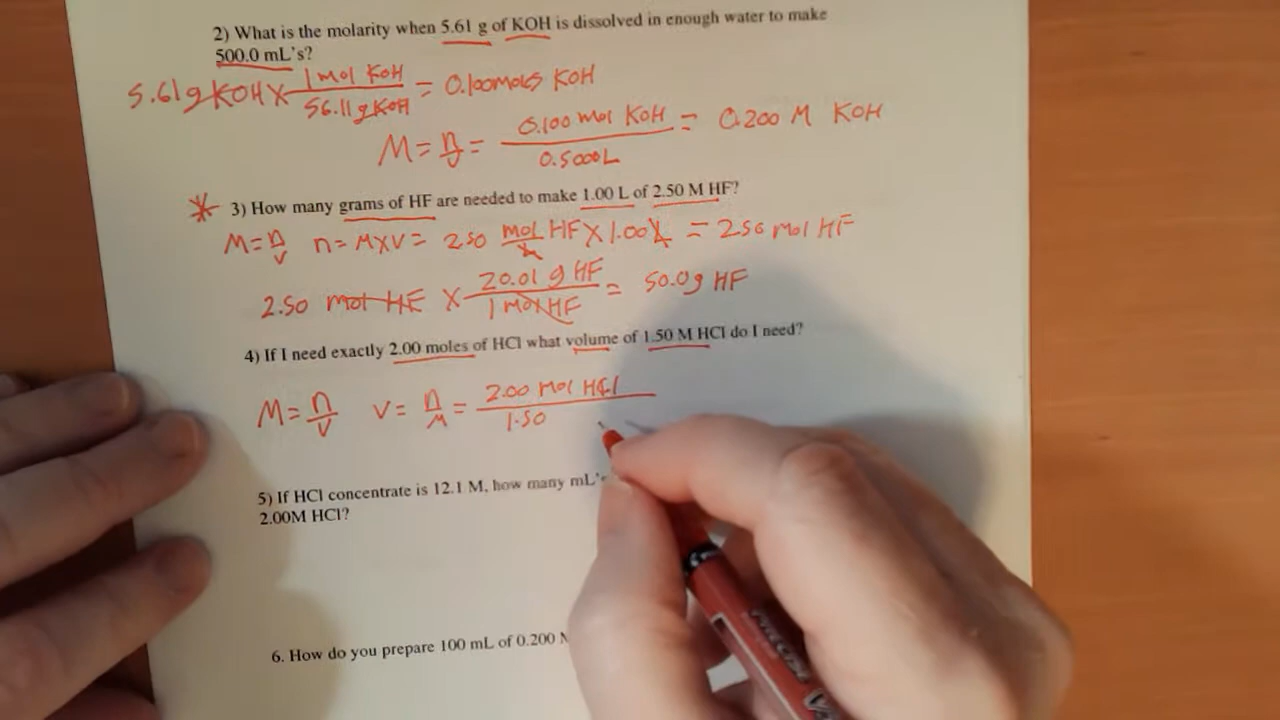 2) What is the molarity when 5.61 g of KOH is dissolved in enough water to make
500.0 mL's?
5.61g KOH x 1 mol KOH / 56.11g KOH = 0.100 mols KOH
M = n/v = 0.100 mol KOH / 0.5000L = 0.200 M KOH
* 3) How many grams of HF are needed to make 1.00 L of 2.50 M HF?
M = n/v n = M x V = 2.50 mol/L HF x 1.00 L = 2.50 mol HF
2.50 mol HF x 20.01 g HF / 1 mol HF = 50.0g HF
4) If I need exactly 2.00 moles of HCl what volume of 1.50 M HCl do I need?
M = n/v v = n/M = 2.00 mol HCl / 1.50
5) If HCl concentrate is 12.1 M, how many mL'
2.00M HCl?
6. How do you prepare 100 mL of 0.200